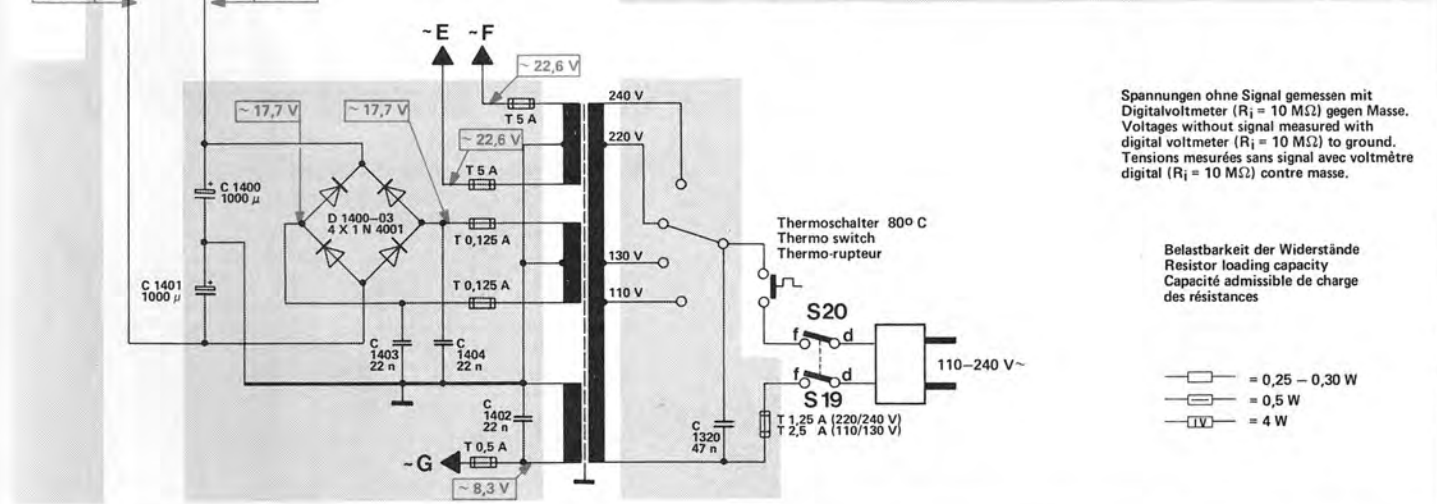 ~E ~F
~ 22,6 V
T 5 A
~ 17,7 V
~ 17,7 V
~ 22,6 V
T 5 A
C 1400
1000 µ
D 1400–03
4 X 1 N 4001
T 0,125 A
C 1401
1000 µ
T 0,125 A
C
1403
22 n
C
1404
22 n
C
1402
22 n
T 0,5 A
~G
~ 8,3 V
240 V
220 V
130 V
110 V
Thermoschalter 80º C
Thermo switch
Thermo-rupteur
S20
f d
f d
S19
110–240 V~
T 1,25 A (220/240 V)
T 2,5 A (110/130 V)
C
1320
47 n
Spannungen ohne Signal gemessen mit
Digitalvoltmeter (Ri = 10 MΩ) gegen Masse.
Voltages without signal measured with
digital voltmeter (Ri = 10 MΩ) to ground.
Tensions mesurées sans signal avec voltmètre
digital (Ri = 10 MΩ) contre masse.
Belastbarkeit der Widerstände
Resistor loading capacity
Capacité admissible de charge
des résistances
= 0,25 – 0,30 W
= 0,5 W
= 4 W